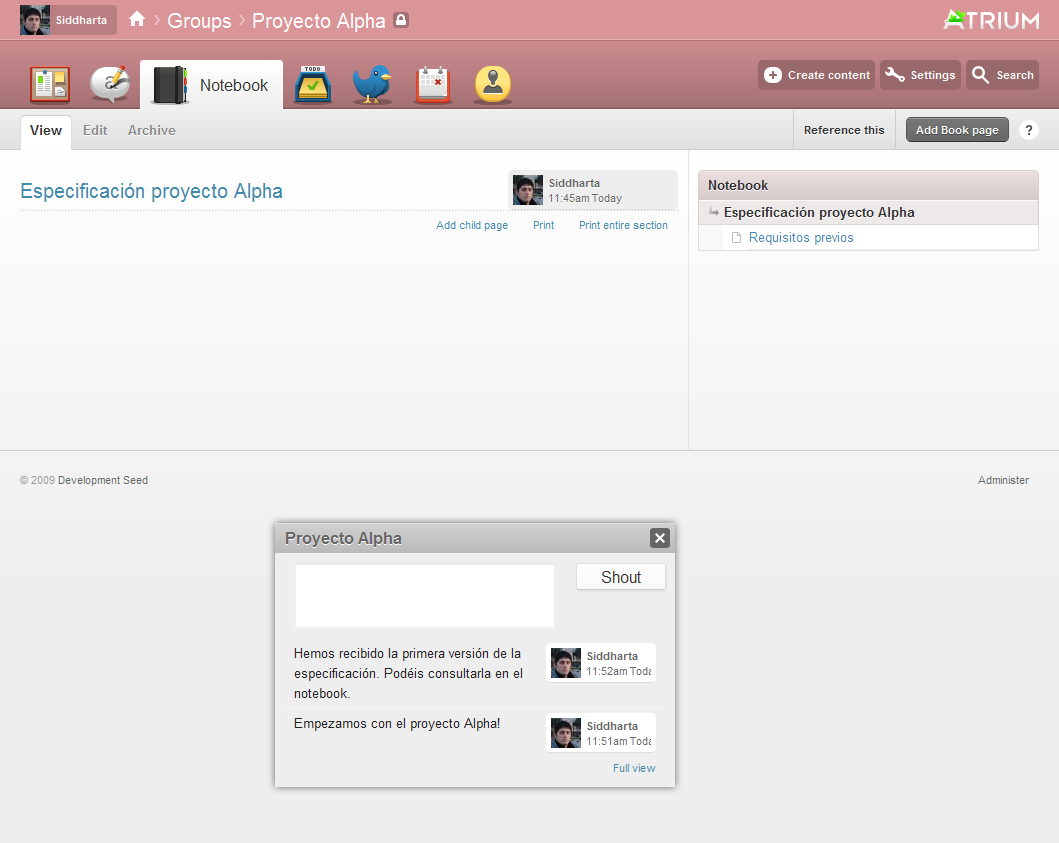 Siddharta › Groups › Proyecto Alpha
ATRIUM
a
Notebook
TODO
Create content
Settings
Search
View
Edit
Archive
Reference this
Add Book page
?
Especificación proyecto Alpha
Siddharta
11:45am Today
Add child page
Print
Print entire section
Notebook
Especificación proyecto Alpha
Requisitos previos
© 2009 Development Seed
Administer
Proyecto Alpha
Shout
Hemos recibido la primera versión de la
especificación. Podéis consultarla en el
notebook.
Siddharta
11:52am Toda
Empezamos con el proyecto Alpha!
Siddharta
11:51am Toda
Full view